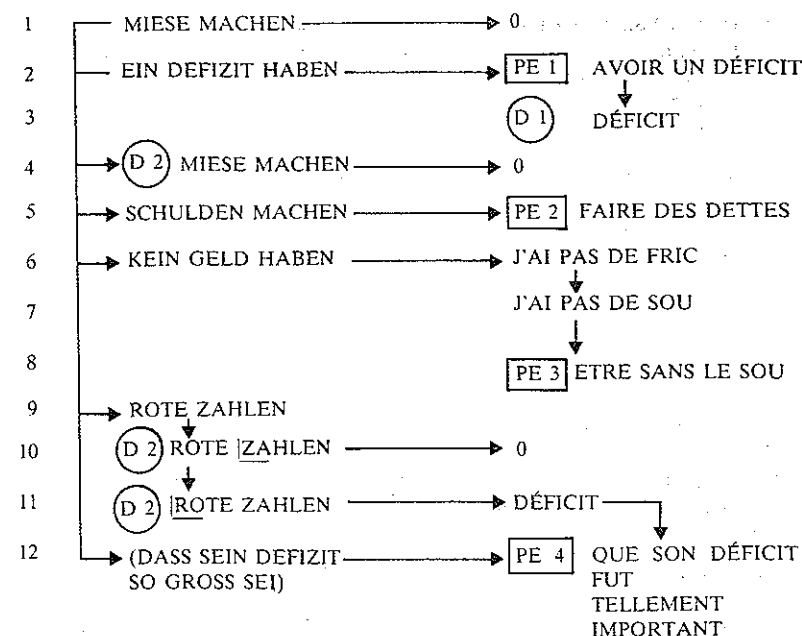 1 MIESE MACHEN 0
2 EIN DEFIZIT HABEN PE 1 AVOIR UN DÉFICIT
3 D 1 DÉFICIT
4 D 2 MIESE MACHEN 0
5 SCHULDEN MACHEN PE 2 FAIRE DES DETTES
6 KEIN GELD HABEN J'AI PAS DE FRIC
7 J'AI PAS DE SOU
8 PE 3 ETRE SANS LE SOU
9 ROTE ZAHLEN
10 D 2 ROTE ZAHLEN 0
11 D 2 ROTE ZAHLEN DÉFICIT
12 (DASS SEIN DEFIZIT PE 4 QUE SON DÉFICIT
SO GROSS SEI) FUT
TELLEMENT
IMPORTANT